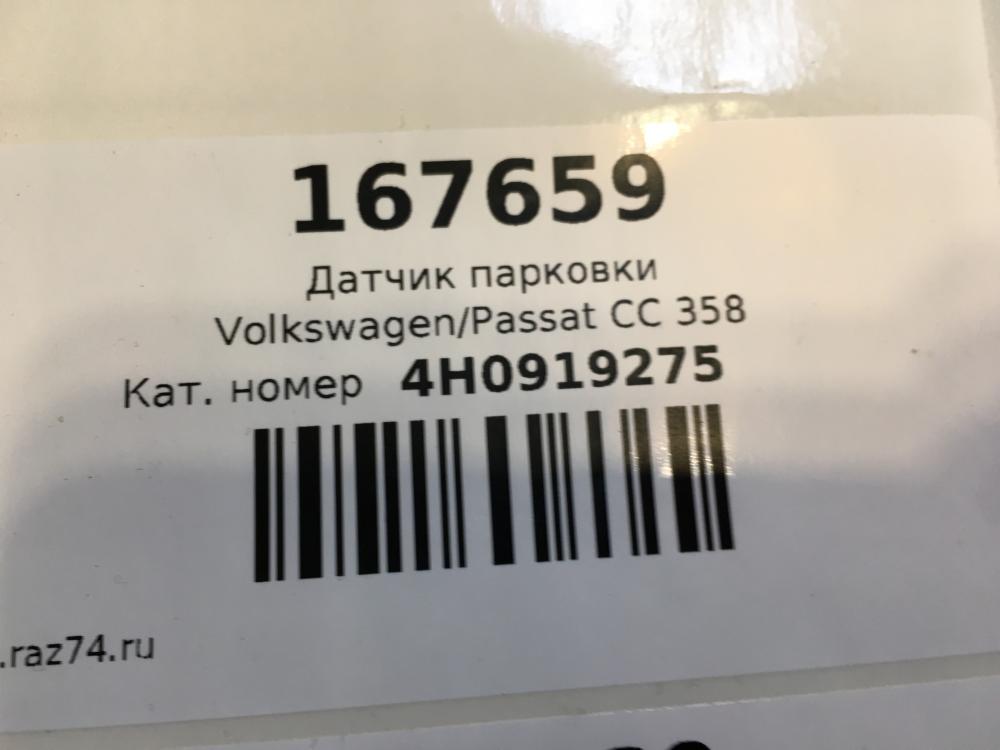 167659
Датчик парковки
Volkswagen/Passat CC 358
Кат. номер 4H0919275
.raz74.ru